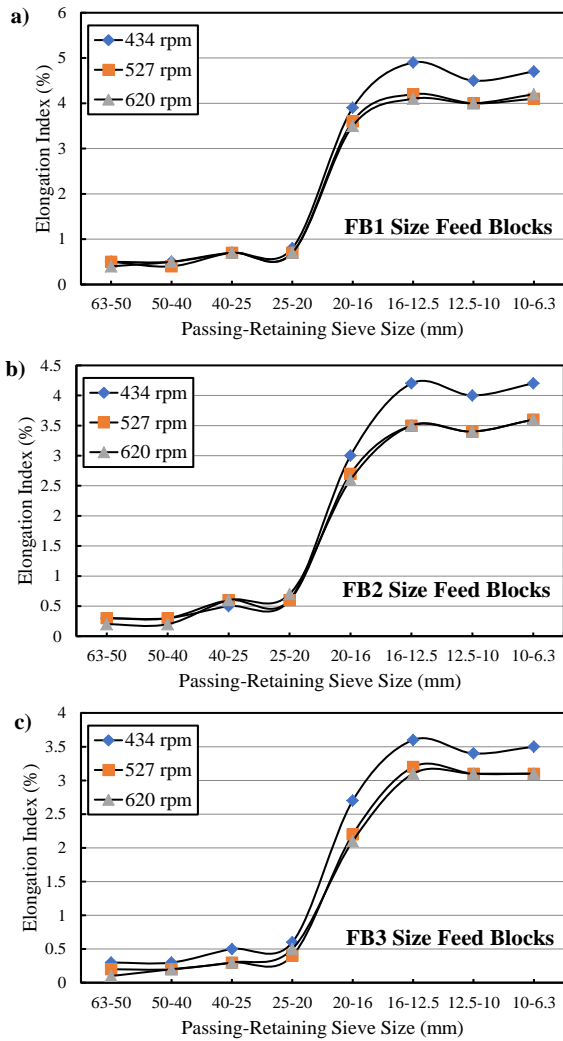 a)
6
5
4
3
2
1
0
Elongation Index (%)
434 rpm
527 rpm
620 rpm
FB1 Size Feed Blocks
63-50 50-40 40-25 25-20 20-16 16-12.5 12.5-10 10-6.3
Passing-Retaining Sieve Size (mm)
b)
4.5
4
3.5
3
2.5
2
1.5
1
0.5
0
Elongation Index (%)
434 rpm
527 rpm
620 rpm
FB2 Size Feed Blocks
63-50 50-40 40-25 25-20 20-16 16-12.5 12.5-10 10-6.3
Passing-Retaining Sieve Size (mm)
c)
4
3.5
3
2.5
2
1.5
1
0.5
0
Elongation Index (%)
434 rpm
527 rpm
620 rpm
FB3 Size Feed Blocks
63-50 50-40 40-25 25-20 20-16 16-12.5 12.5-10 10-6.3
Passing-Retaining Sieve Size (mm)